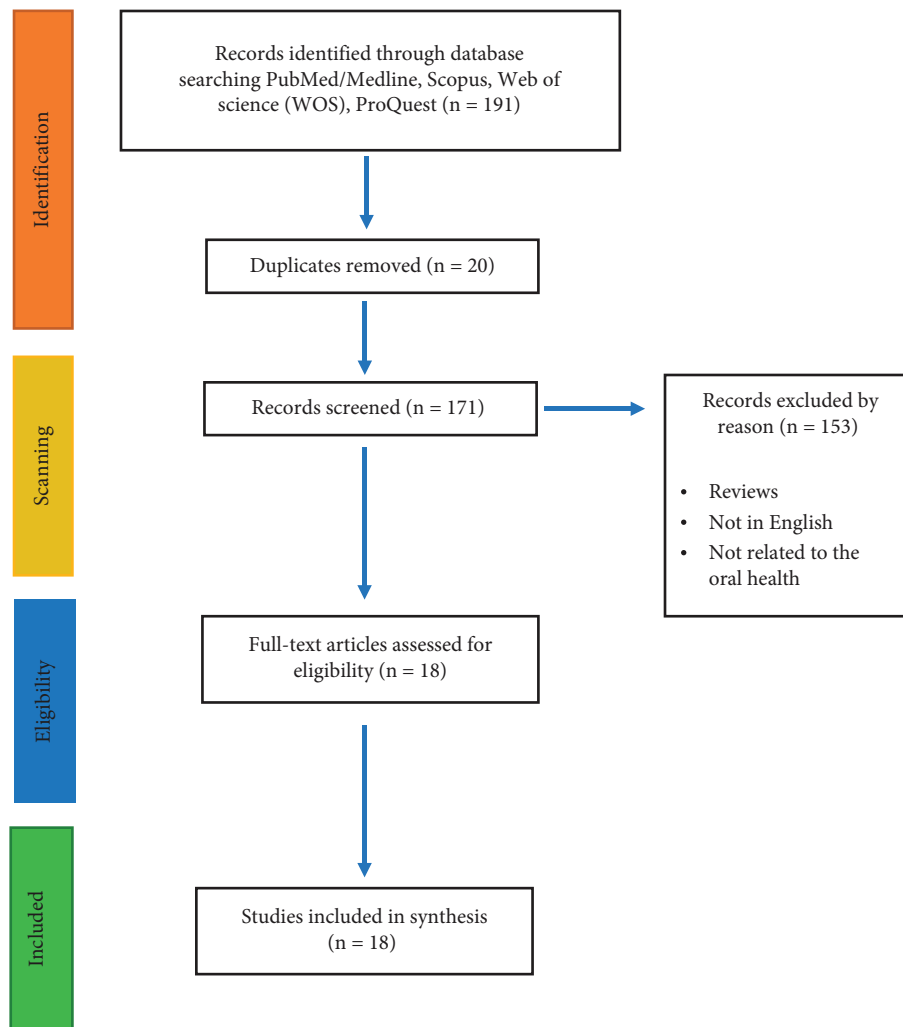 Identification
Records identified through database
searching PubMed/Medline, Scopus, Web of
science (WOS), ProQuest (n = 191)
Duplicates removed (n = 20)
Scanning
Records screened (n = 171)
Records excluded by
reason (n = 153)
• Reviews
• Not in English
• Not related to the
oral health
Eligibility
Full-text articles assessed for
eligibility (n = 18)
Included
Studies included in synthesis
(n = 18)